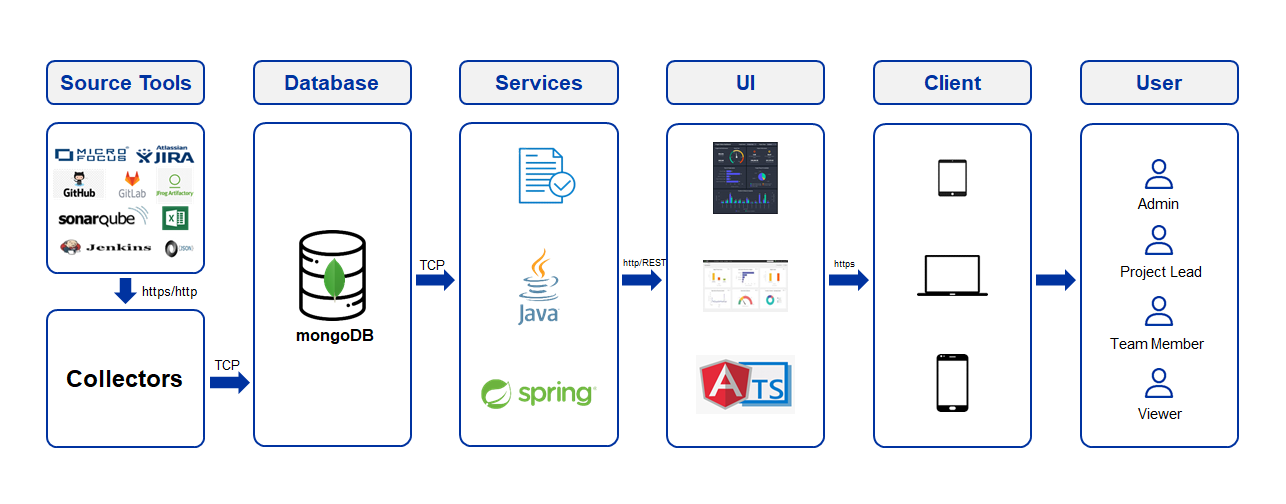 Source Tools
Database
Services
UI
Client
User
MICRO
FOCUS
Atlassian
JIRA
GitHub
GitLab
JFrog Artifactory
sonarqube
Jenkins
{JSON}
https/http
Collectors
TCP
mongoDB
TCP
Java
spring
http/REST
TS
https
Admin
Project Lead
Team Member
Viewer